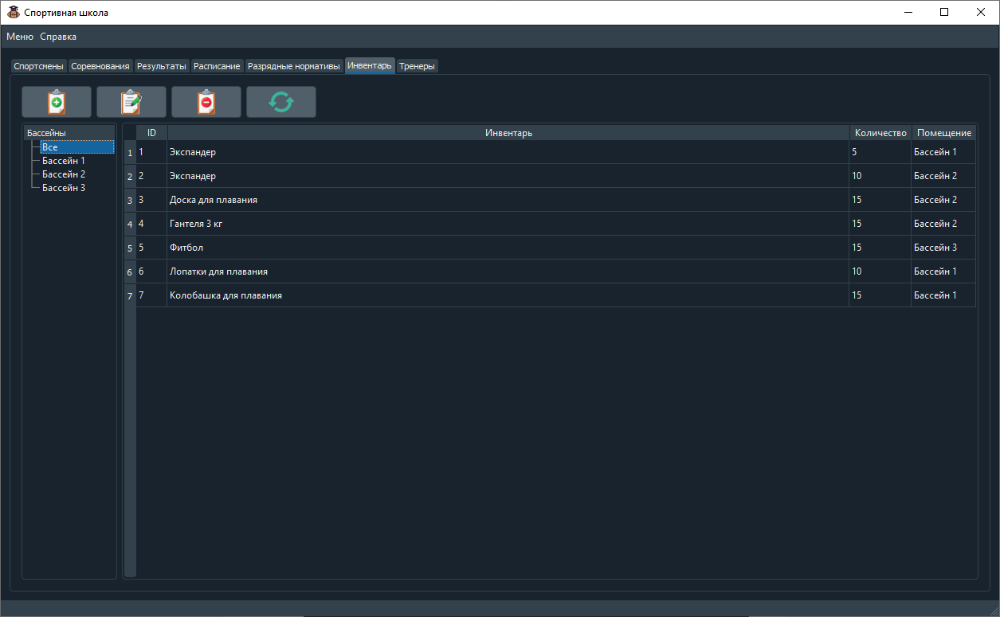 Спортивная школа
Меню Справка
Спортсмены Соревнования Результаты Расписание Разрядные нормативы Инвентарь Тренеры
Бассейны
Все
Бассейн 1
Бассейн 2
Бассейн 3
ID Инвентарь Количество Помещение
1 1 Экспандер 5 Бассейн 1
2 2 Экспандер 10 Бассейн 2
3 3 Доска для плавания 15 Бассейн 2
4 4 Гантеля 3 кг 15 Бассейн 2
5 5 Фитбол 15 Бассейн 3
6 6 Лопатки для плавания 10 Бассейн 1
7 7 Колобашка для плавания 15 Бассейн 1